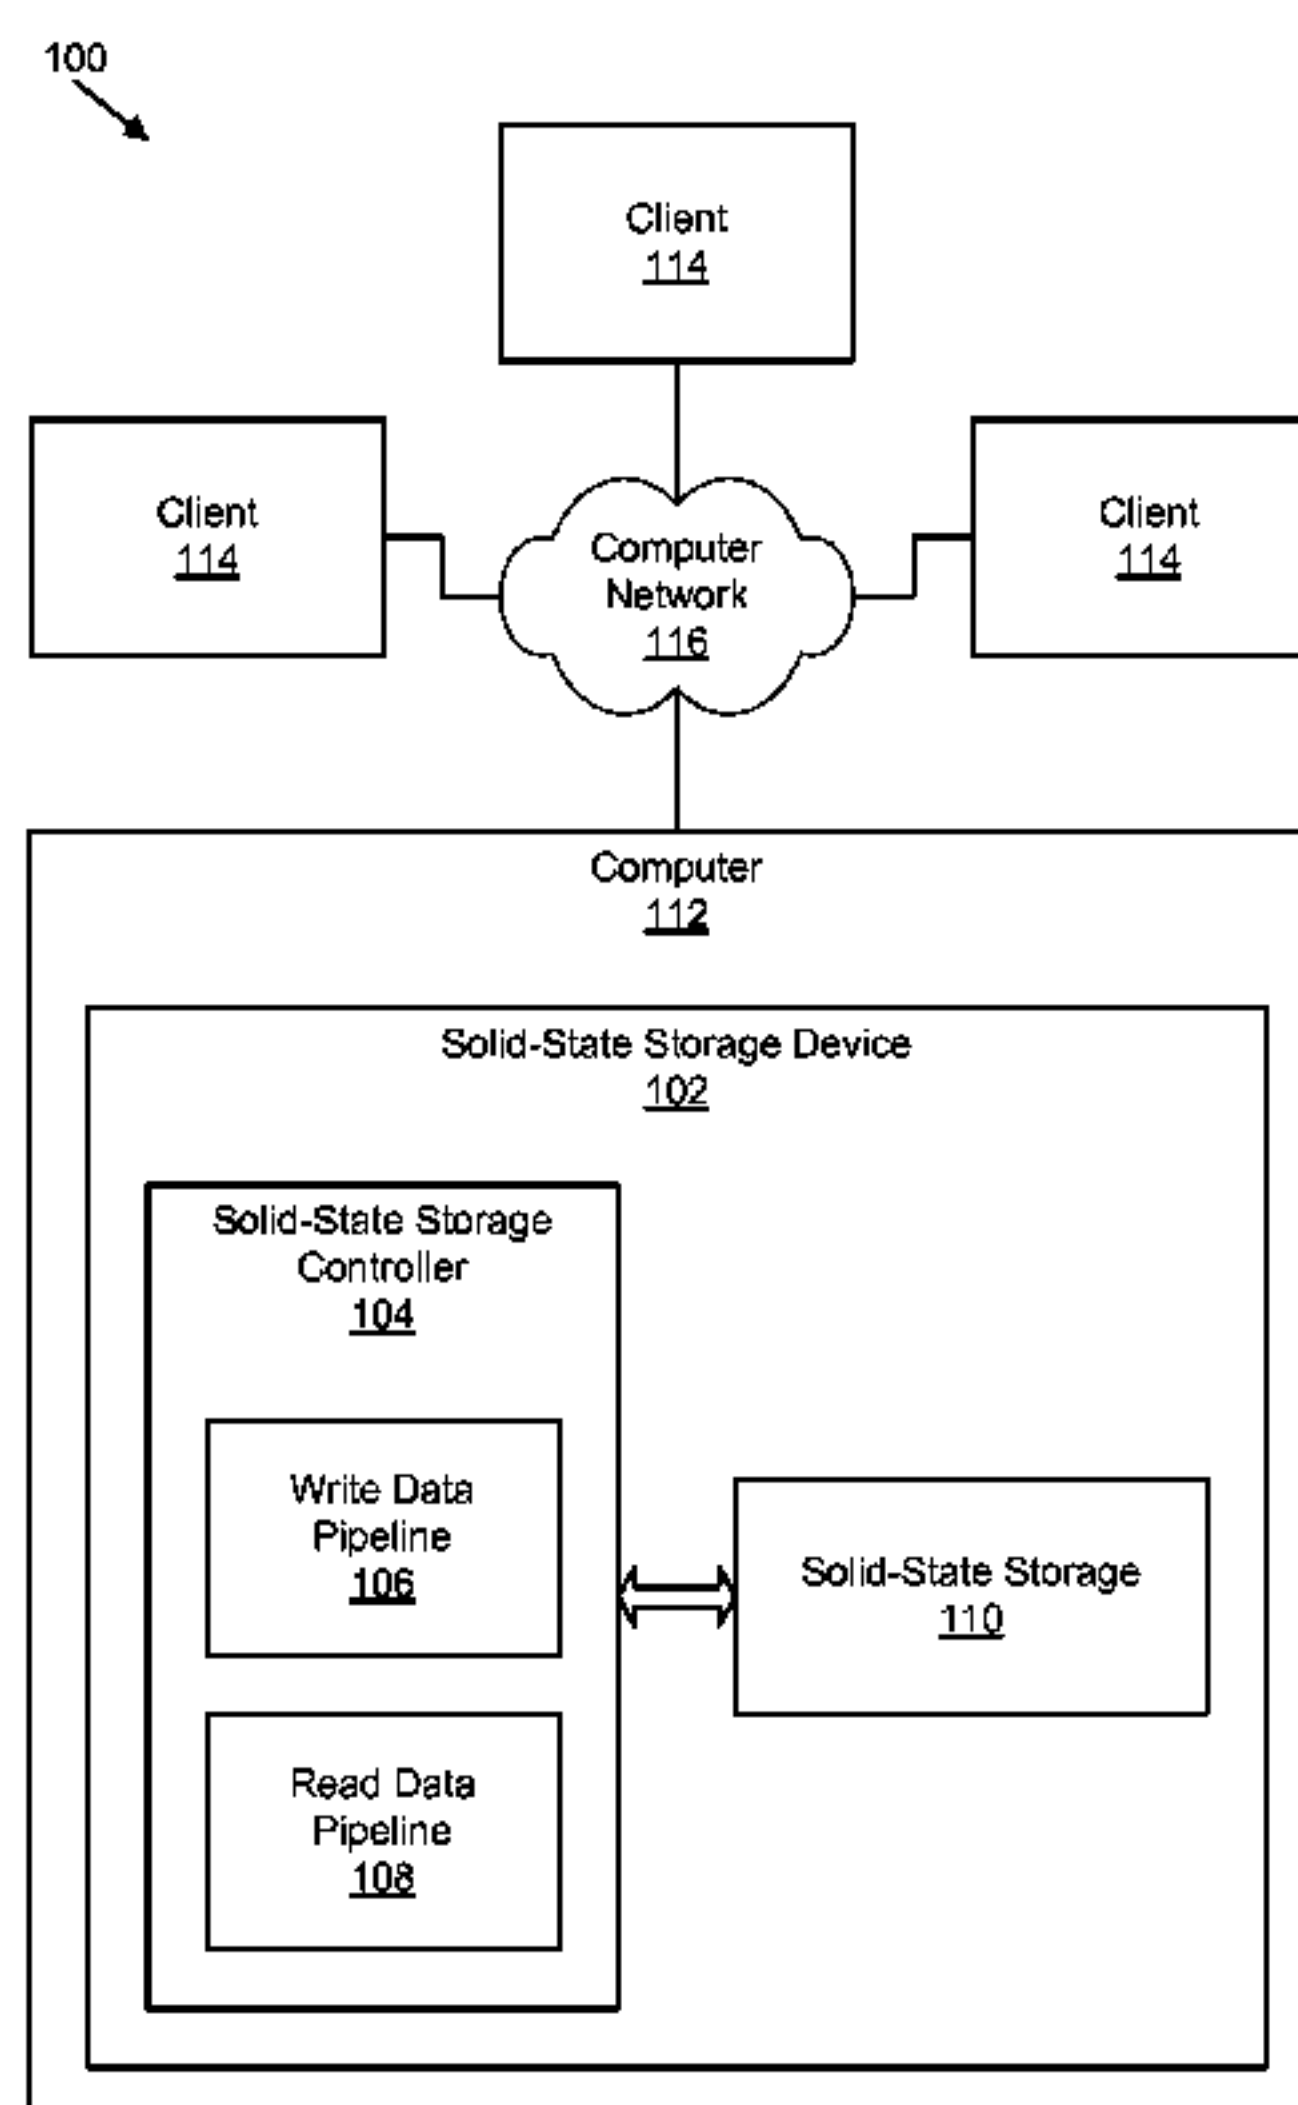 100
Client
114
Client
114
Computer
Network
116
Client
114
Computer
112
Solid-State Storage Device
102
Solid-State Storage
Controller
104
Write Data
Pipeline
106
Solid-State Storage
110
Read Data
Pipeline
108